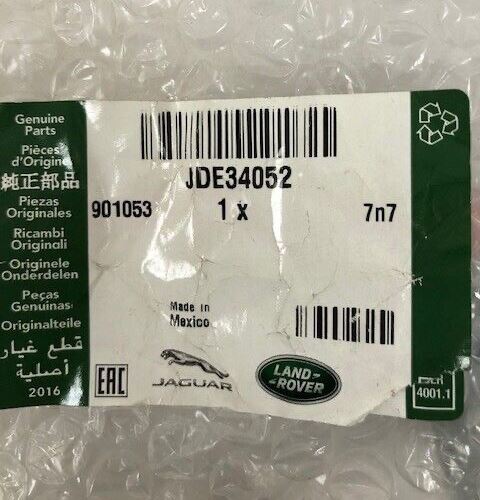 Genuine
Parts
Pièces
d'Origine
純正部品
Piezas
Originales
Ricambi
Originali
Originele
Onderdelen
Peças
Genuinas
Originalteile
قطع غيار
أصلية
2016
JDE34052
901053 1 x 7n7
Made in
Mexico
EAC
JAGUAR
LAND-
-ROVER
4001.1